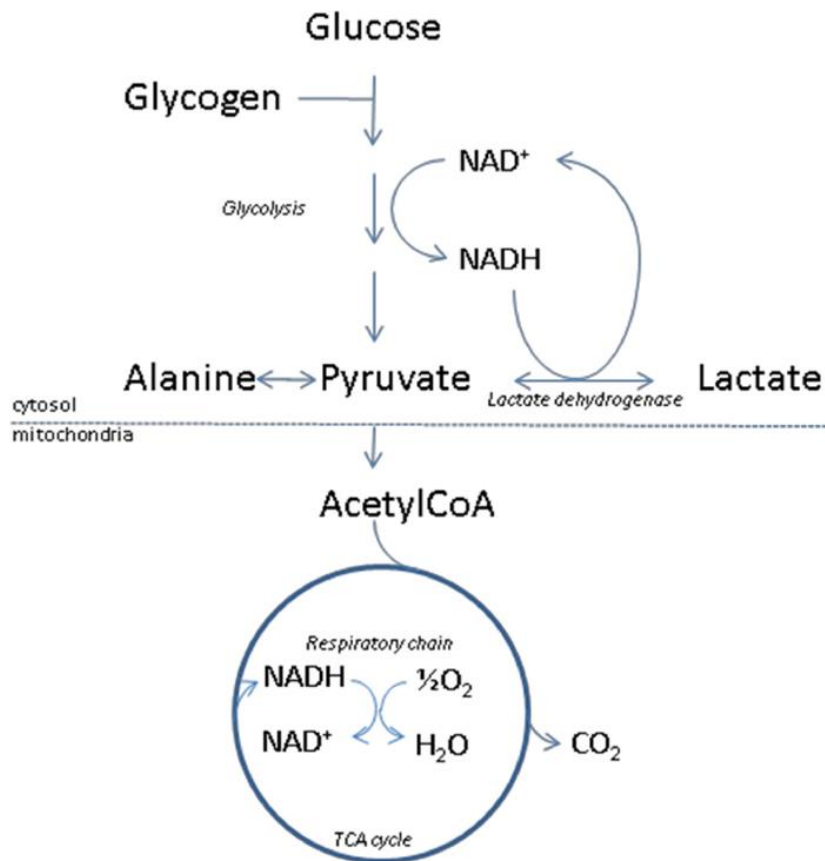 Glucose
Glycogen
NAD⁺
Glycolysis
NADH
Alanine Pyruvate Lactate
Lactate dehydrogenase
cytosol
mitochondria
AcetylCoA
Respiratory chain
NADH ½O₂
NAD⁺ H₂O CO₂
TCA cycle